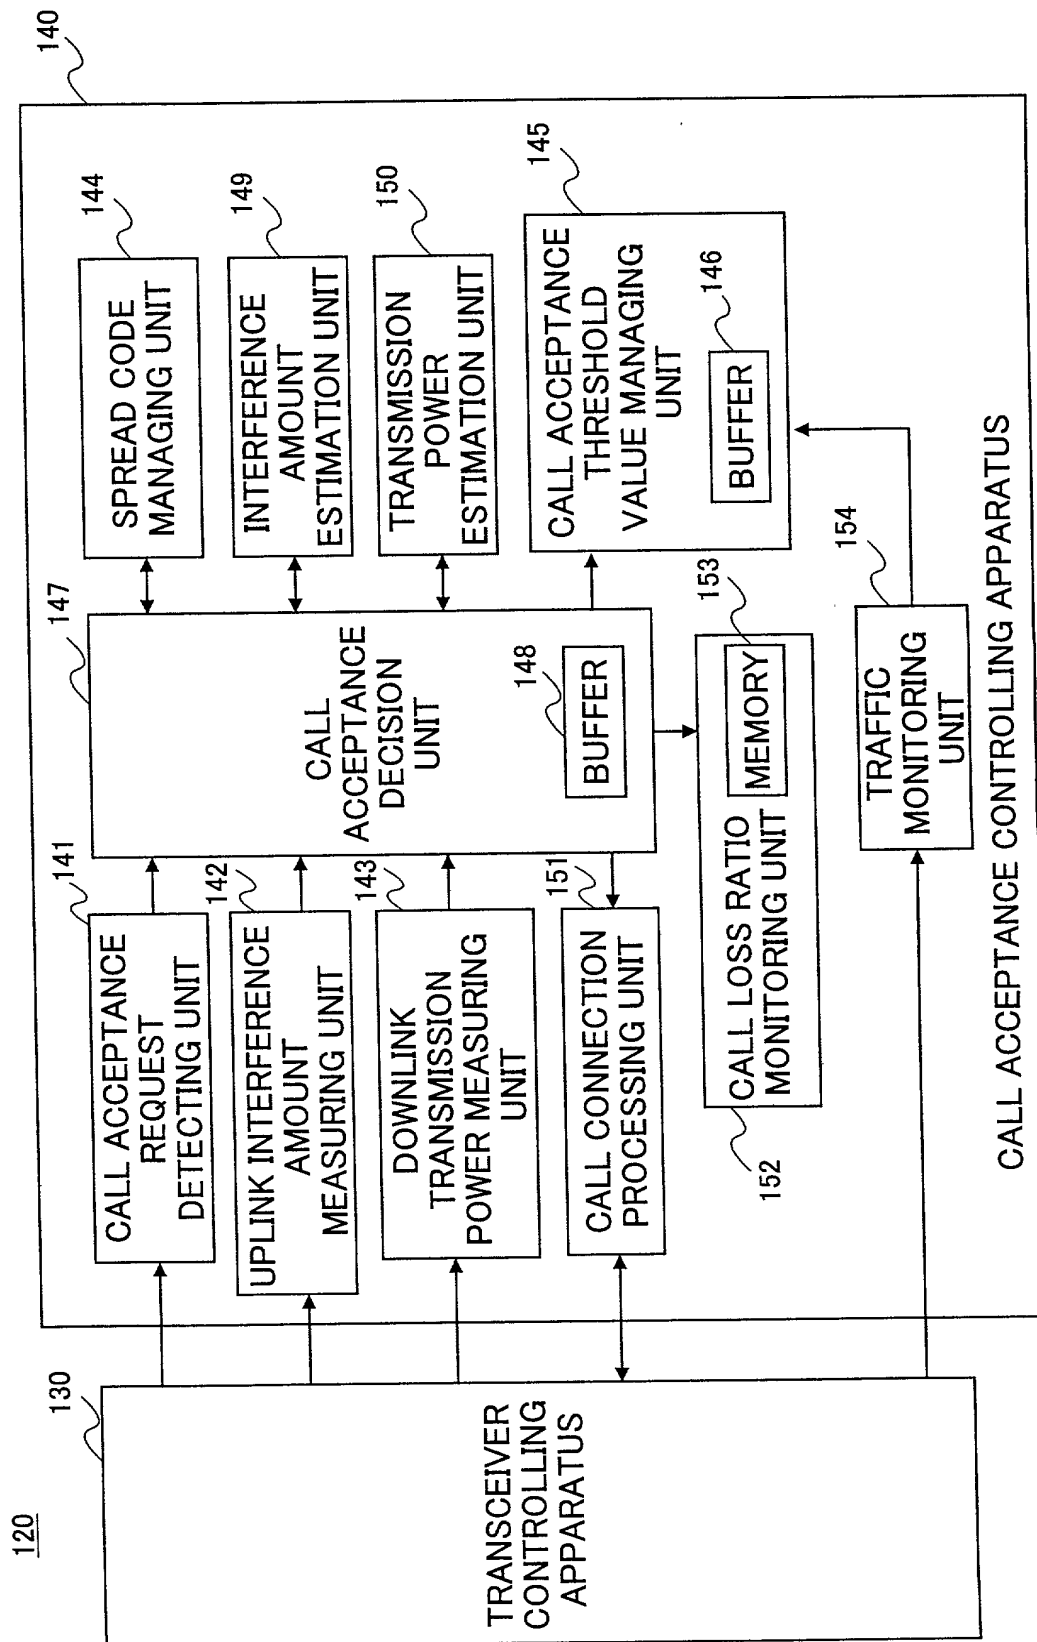 120
130
TRANSCEIVER
CONTROLLING
APPARATUS
140
141
CALL ACCEPTANCE
REQUEST
DETECTING UNIT
142
UPLINK INTERFERENCE
AMOUNT
MEASURING UNIT
143
DOWNLINK
TRANSMISSION
POWER MEASURING
UNIT
151
CALL CONNECTION
PROCESSING UNIT
152
CALL LOSS RATIO
MONITORING UNIT
153
MEMORY
147
CALL
ACCEPTANCE
DECISION
UNIT
148
BUFFER
144
SPREAD CODE
MANAGING UNIT
149
INTERFERENCE
AMOUNT
ESTIMATION UNIT
150
TRANSMISSION
POWER
ESTIMATION UNIT
145
CALL ACCEPTANCE
THRESHOLD
VALUE MANAGING
UNIT
146
BUFFER
154
TRAFFIC
MONITORING
UNIT
CALL ACCEPTANCE CONTROLLING APPARATUS